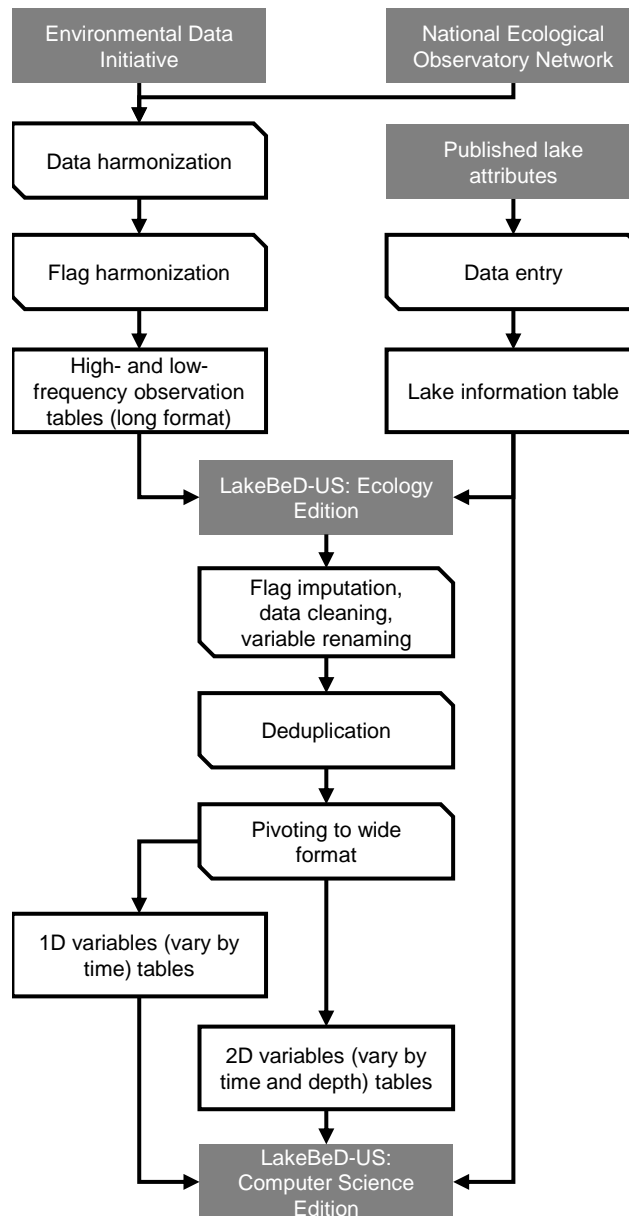 Environmental Data
Initiative
National Ecological
Observatory Network
Published lake
attributes
Data harmonization
Flag harmonization
Data entry
High- and low-
frequency observation
tables (long format)
Lake information table
LakeBeD-US: Ecology
Edition
Flag imputation,
data cleaning,
variable renaming
Deduplication
Pivoting to wide
format
1D variables (vary by
time) tables
2D variables (vary by
time and depth) tables
LakeBeD-US:
Computer Science
Edition